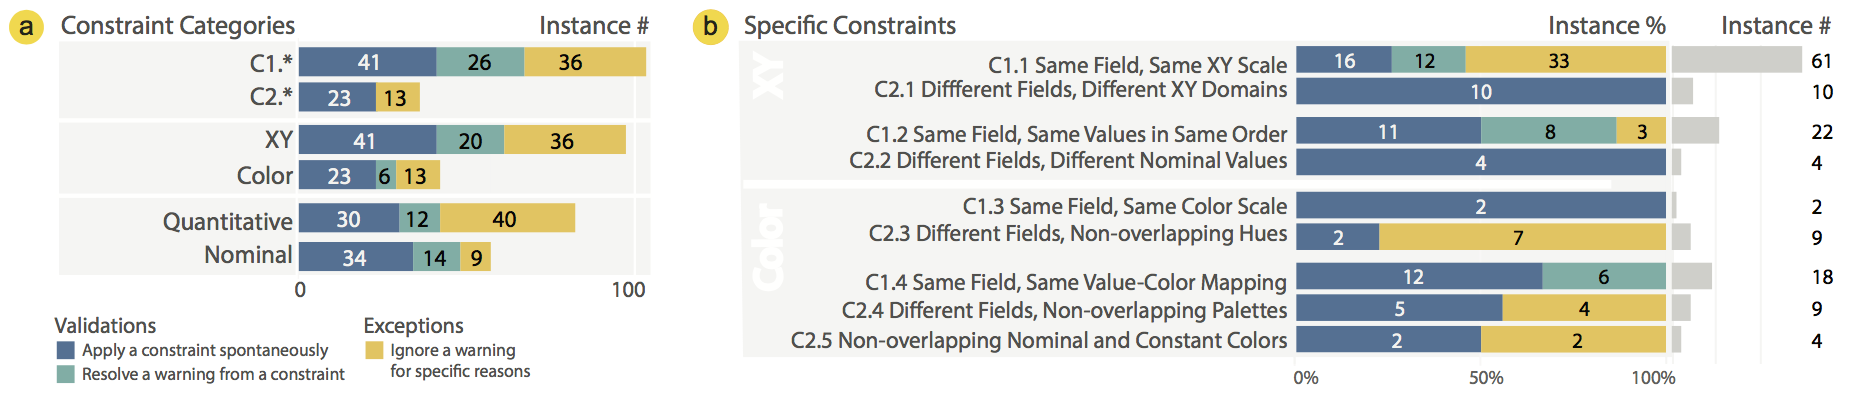 a Constraint Categories Instance #
C1.* 41 26 36
C2.* 23 13
XY 41 20 36
Color 23 6 13
Quantitative 30 12 40
Nominal 34 14 9
0 100
Validations
Apply a constraint spontaneously
Resolve a warning from a constraint
Exceptions
Ignore a warning
for specific reasons
b Specific Constraints Instance % Instance #
XY
C1.1 Same Field, Same XY Scale 16 12 33 61
C2.1 Diffferent Fields, Different XY Domains 10 10
C1.2 Same Field, Same Values in Same Order 11 8 3 22
C2.2 Different Fields, Different Nominal Values 4 4
Color
C1.3 Same Field, Same Color Scale 2 2
C2.3 Different Fields, Non-overlapping Hues 2 7 9
C1.4 Same Field, Same Value-Color Mapping 12 6 18
C2.4 Different Fields, Non-overlapping Palettes 5 4 9
C2.5 Non-overlapping Nominal and Constant Colors 2 2 4
0% 50% 100%